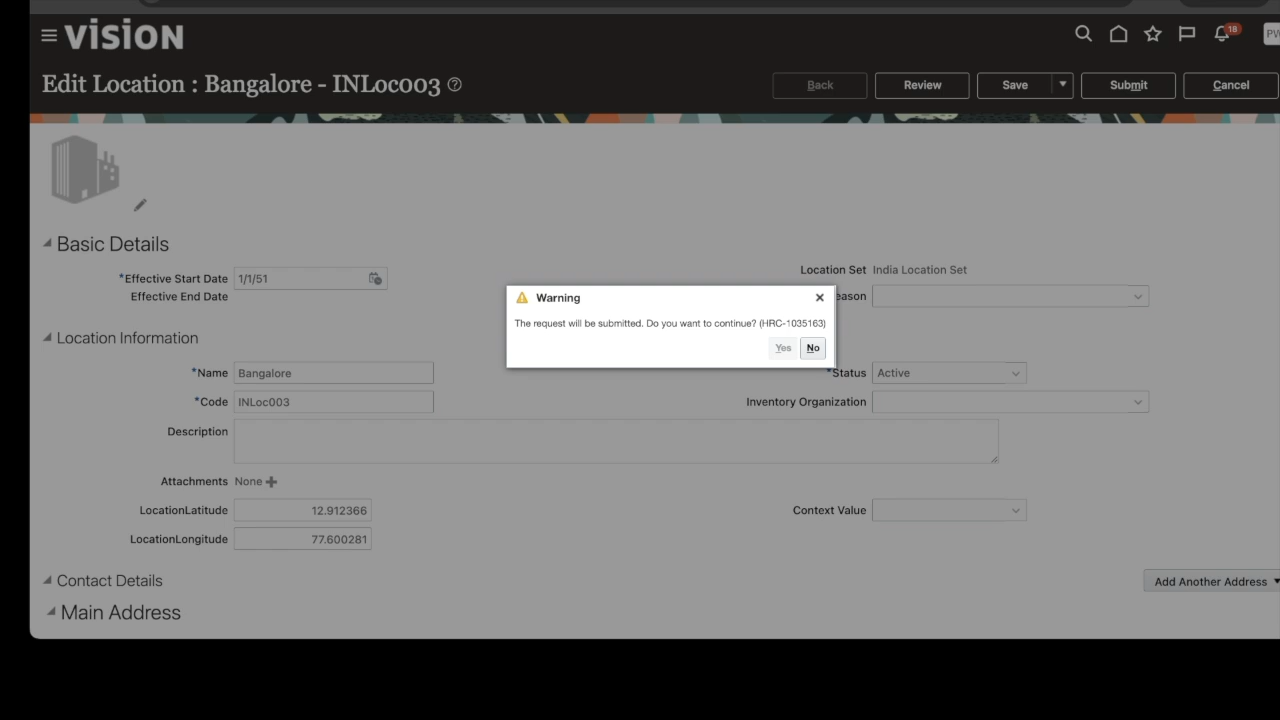 vision
18
Edit Location : Bangalore - INLoc003
Back Review Save Submit Cancel
Basic Details
*Effective Start Date 1/1/51
Effective End Date
Location Set India Location Set
Warning
The request will be submitted. Do you want to continue? (HRC-1035163)
Yes No
Location Information
*Name Bangalore
*Status Active
*Code INLoc003
Inventory Organization
Description
Attachments None
LocationLatitude 12.912366
Context Value
LocationLongitude 77.600281
Contact Details
Add Another Address
Main Address